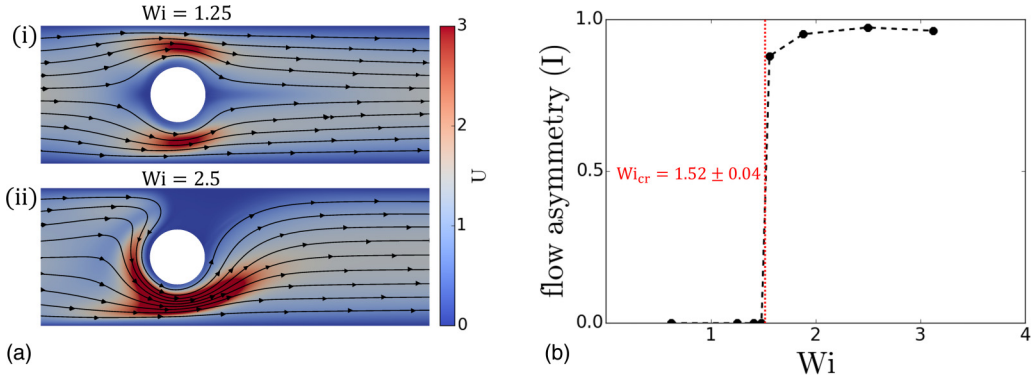 Wi = 1.25
(i)
Wi = 2.5
(ii)
3
2
1
0
U
(a)
flow asymmetry (I)
1.0
0.5
0.0
Wi_cr = 1.52 ± 0.04
1
2
3
4
Wi
(b)